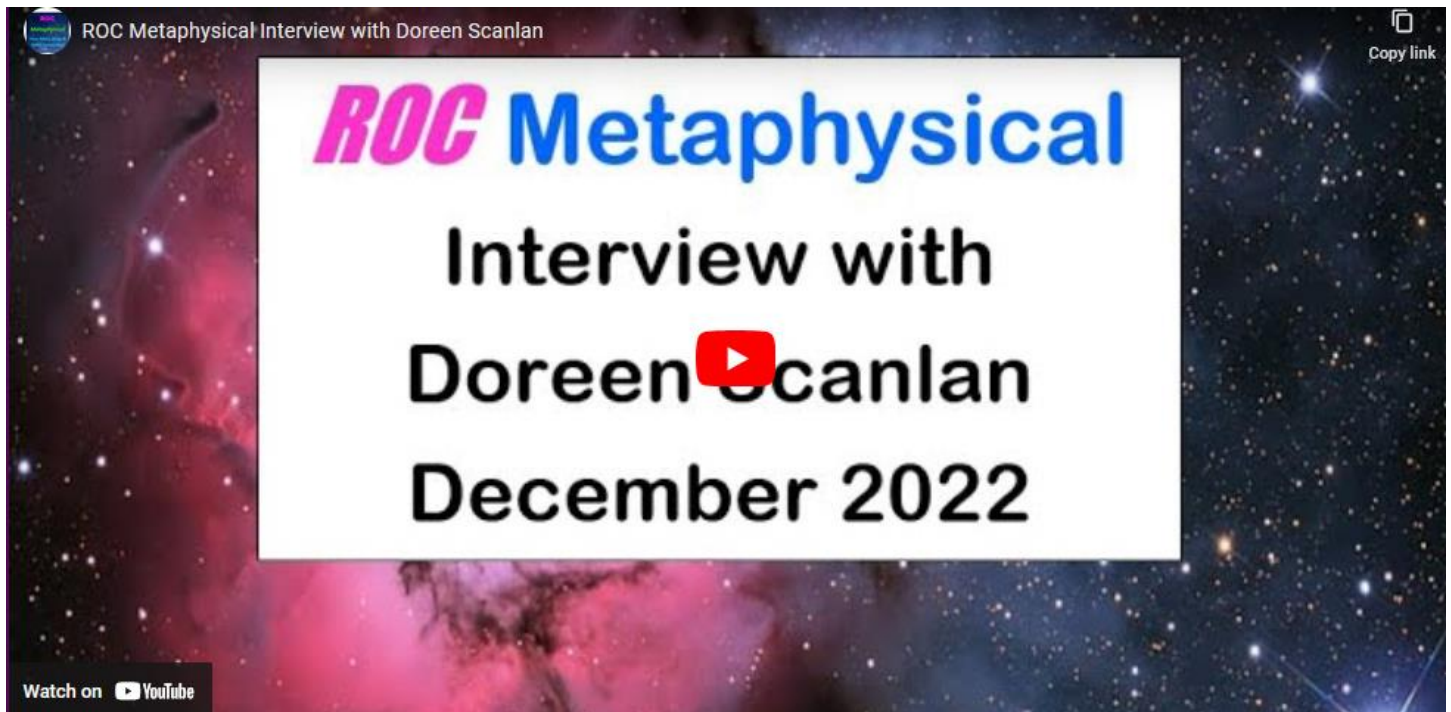 ROC Metaphysical Interview with Doreen Scanlan
Copy link
ROC Metaphysical
Interview with
Doreen Scanlan
December 2022
Watch on YouTube